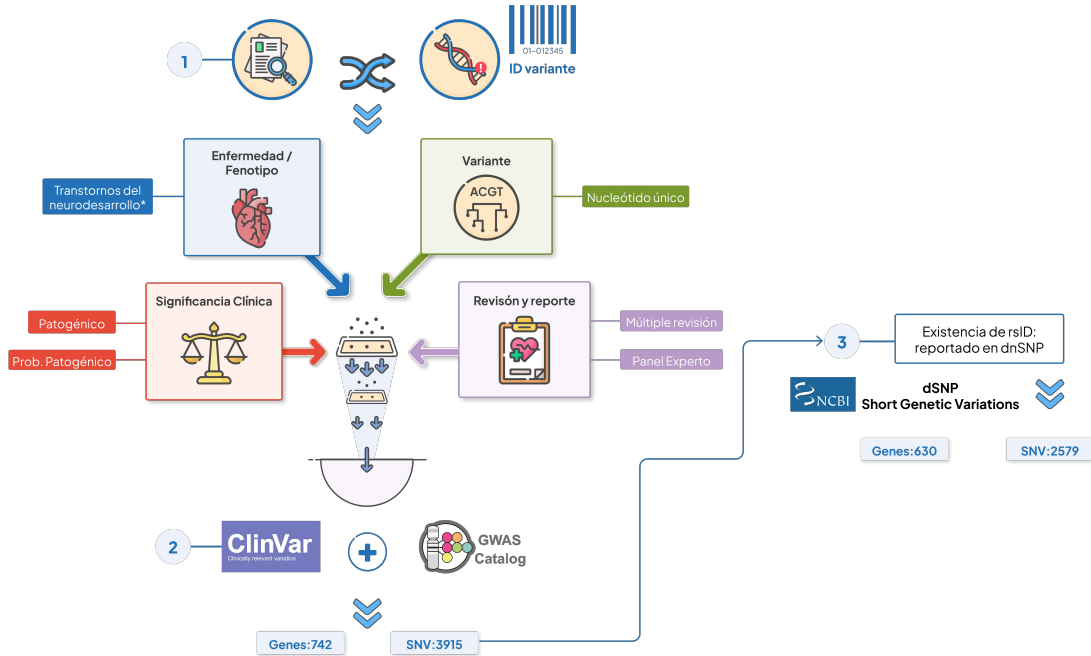 1
01-012345
ID variante
Enfermedad /
Fenotipo
Transtornos del
neurodesarrollo*
Variante
ACGT
Nucleótido único
Significancia Clínica
Patogénico
Prob. Patogénico
Revisón y reporte
Múltiple revisión
Panel Experto
3
Existencia de rsID:
reportado en dnSNP
NCBI
dSNP
Short Genetic Variations
Genes:630
SNV:2579
2
ClinVar
Clinically relevant variation
GWAS
Catalog
Genes:742
SNV:3915